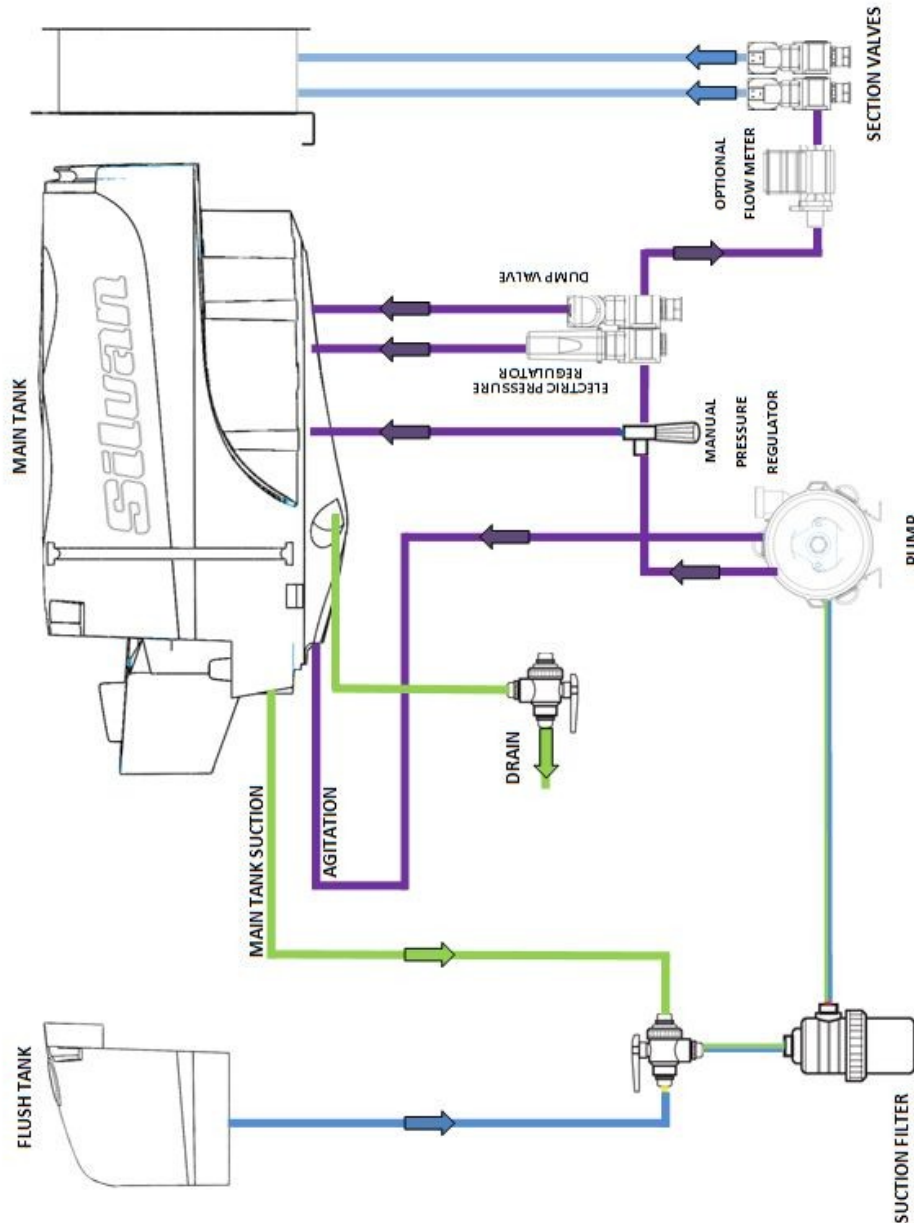 MAIN TANK
Silvan
FLUSH TANK
MAIN TANK SUCTION
AGITATION
DRAIN
DUMP VALVE
ELECTRIC PRESSURE
REGULATOR
MANUAL
PRESSURE
REGULATOR
OPTIONAL
FLOW METER
SECTION VALVES
PUMP
SUCTION FILTER